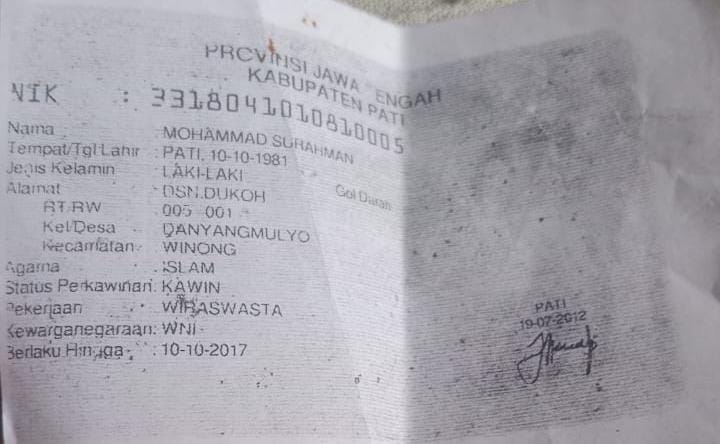 PROVINSI JAWA TENGAH
KABUPATEN PATI
NIK : 3318041010810005
Nama : MOHAMMAD SURAHMAN
Tempat/Tgl Lahir : PATI, 10-10-1981
Jenis Kelamin : LAKI-LAKI Gol Darah
Alamat : DSN.DUKOH
RT/RW : 005 001
Kel/Desa : DANYANGMULYO
Kecamatan : WINONG
Agama : ISLAM
Status Perkawinan: KAWIN
Pekerjaan : WIRASWASTA
Kewarganegaraan: WNI
Berlaku Hingga : 10-10-2017
PATI
19-07-2012